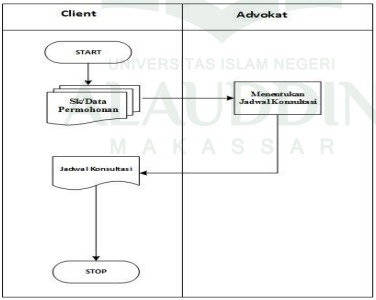 Client
Advokat
START
UNIVERSITAS ISLAM NEGERI
Sk/Data
Permohonan
Menentukan
Jadwal Konsultasi
ALAUDDIN
MAKASSAR
Jadwal Konsultasi
STOP